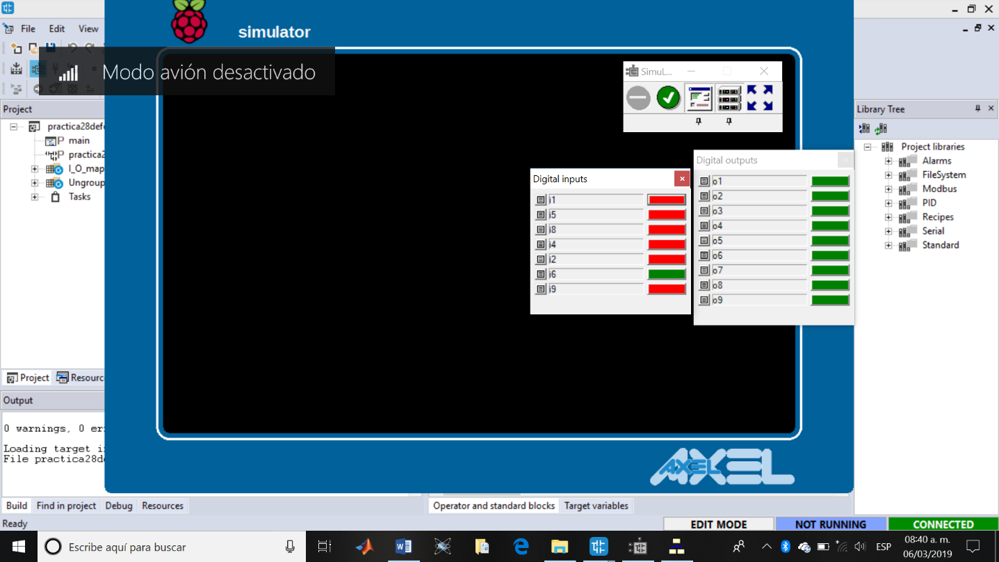 File Edit View
simulator
Modo avión desactivado
SimuL...
Project
practica28defe
main
practica2
I_O_map
Ungroup
Tasks
Project Resourc
Output
0 warnings, 0 er
Loading target i
File practica28de
Build Find in project Debug Resources
Ready
Digital inputs
i1
i5
i8
i4
i2
i6
i9
Digital outputs
o1
o2
o3
o4
o5
o6
o7
o8
o9
Library Tree
Project libraries
Alarms
FileSystem
Modbus
PID
Recipes
Serial
Standard
AXEL
AXEL
Operator and standard blocks Target variables
EDIT MODE NOT RUNNING CONNECTED
Escribe aquí para buscar
ESP
08:40 a. m.
06/03/2019